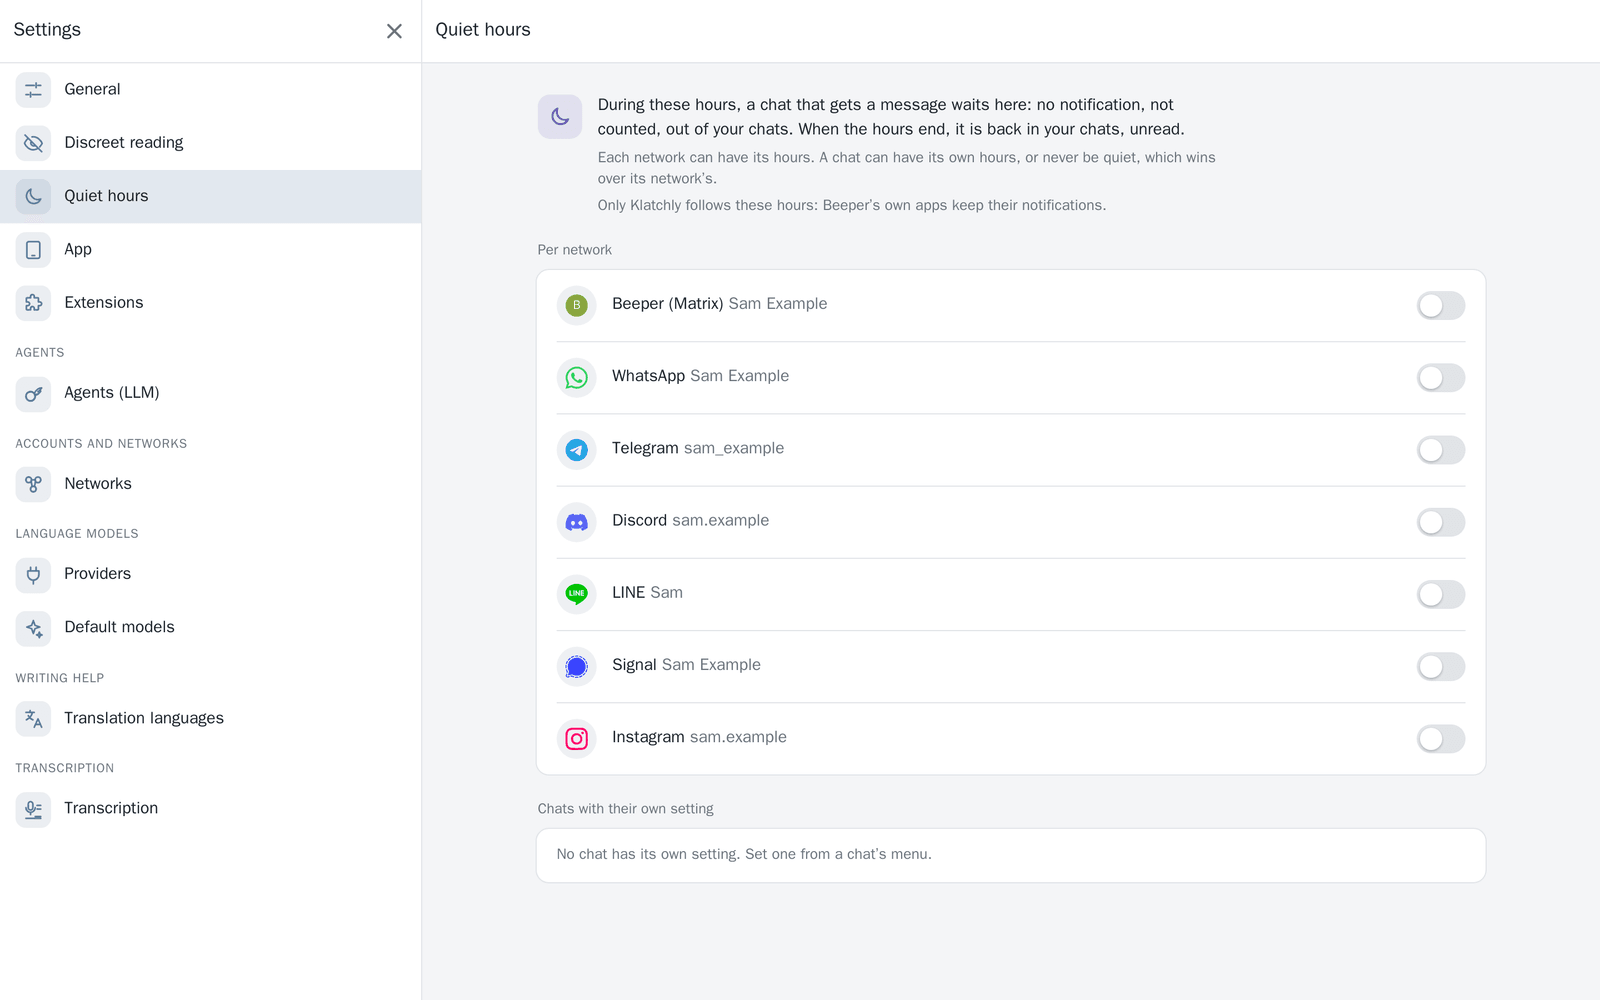 Settings
Quiet hours
General
Discreet reading
Quiet hours
App
Extensions
AGENTS
Agents (LLM)
ACCOUNTS AND NETWORKS
Networks
LANGUAGE MODELS
Providers
Default models
WRITING HELP
Translation languages
TRANSCRIPTION
Transcription
During these hours, a chat that gets a message waits here: no notification, not
counted, out of your chats. When the hours end, it is back in your chats, unread.
Each network can have its hours. A chat can have its own hours, or never be quiet, which wins
over its network's.
Only Klatchly follows these hours: Beeper's own apps keep their notifications.
Per network
B
Beeper (Matrix) Sam Example
WhatsApp Sam Example
Telegram sam_example
Discord sam.example
LINE
LINE Sam
Signal Sam Example
Instagram sam.example
Chats with their own setting
No chat has its own setting. Set one from a chat's menu.